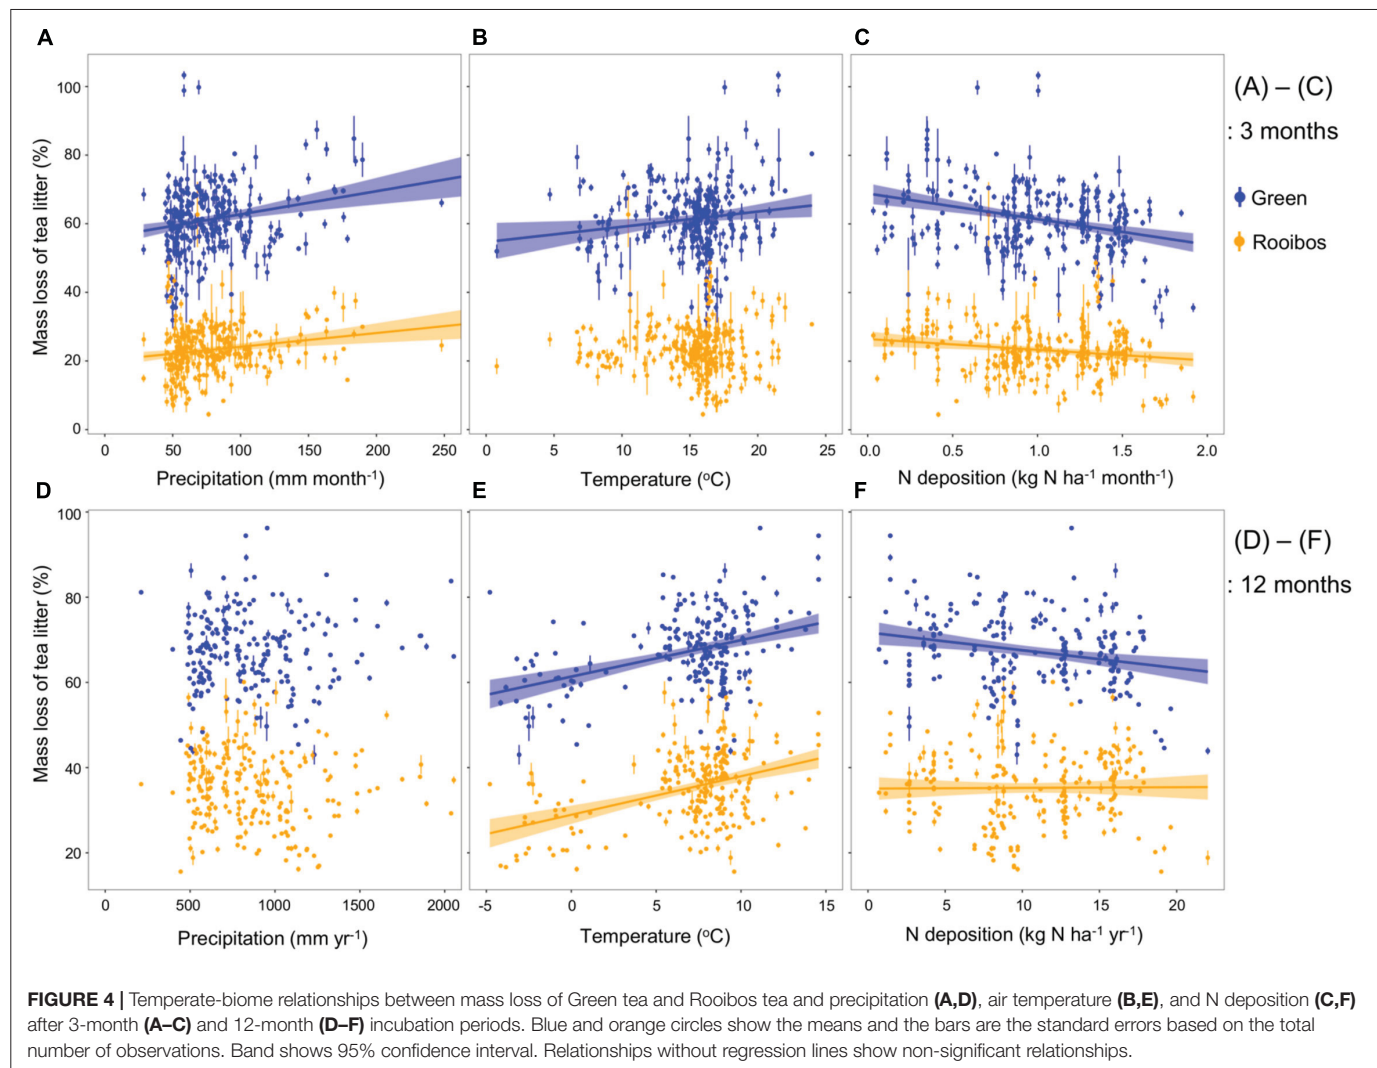 A
B
C
Mass loss of tea litter (%)
100
80
60
40
20
0
0
50
100
150
200
250
Precipitation (mm month⁻¹)
0
5
10
15
20
25
Temperature (ºC)
0.0
0.5
1.0
1.5
2.0
N deposition (kg N ha⁻¹ month⁻¹)
(A) – (C)
: 3 months
Green
Rooibos
D
E
F
Mass loss of tea litter (%)
100
80
60
40
20
0
500
1000
1500
2000
Precipitation (mm yr⁻¹)
-5
0
5
10
15
Temperature (ºC)
0
5
10
15
20
N deposition (kg N ha⁻¹ yr⁻¹)
(D) – (F)
: 12 months
FIGURE 4 | Temperate-biome relationships between mass loss of Green tea and Rooibos tea and precipitation (A,D), air temperature (B,E), and N deposition (C,F)
after 3-month (A–C) and 12-month (D–F) incubation periods. Blue and orange circles show the means and the bars are the standard errors based on the total
number of observations. Band shows 95% confidence interval. Relationships without regression lines show non-significant relationships.